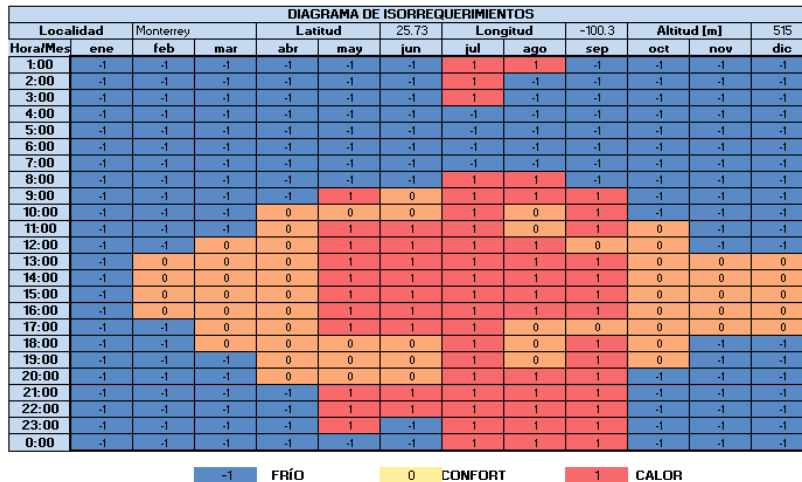 DIAGRAMA DE ISORREQUERIMIENTOS
Localidad Monterrey Latitud 25.73 Longitud -100.3 Altitud [m] 515
Hora/Mes ene feb mar abr may jun jul ago sep oct nov dic
1:00 -1 -1 -1 -1 -1 -1 1 1 -1 -1 -1 -1
2:00 -1 -1 -1 -1 -1 -1 1 -1 -1 -1 -1 -1
3:00 -1 -1 -1 -1 -1 -1 1 -1 -1 -1 -1 -1
4:00 -1 -1 -1 -1 -1 -1 -1 -1 -1 -1 -1 -1
5:00 -1 -1 -1 -1 -1 -1 -1 -1 -1 -1 -1 -1
6:00 -1 -1 -1 -1 -1 -1 -1 -1 -1 -1 -1 -1
7:00 -1 -1 -1 -1 -1 -1 -1 -1 -1 -1 -1 -1
8:00 -1 -1 -1 -1 -1 -1 1 1 -1 -1 -1 -1
9:00 -1 -1 -1 -1 1 0 1 1 1 -1 -1 -1
10:00 -1 -1 -1 0 0 0 1 0 1 -1 -1 -1
11:00 -1 -1 -1 0 1 1 1 0 1 0 -1 -1
12:00 -1 -1 0 0 1 1 1 1 0 0 -1 -1
13:00 -1 0 0 0 1 1 1 1 1 0 0 0
14:00 -1 0 0 0 1 1 1 1 1 0 0 0
15:00 -1 0 0 0 1 1 1 1 1 0 0 0
16:00 -1 0 0 0 1 1 1 1 1 0 0 0
17:00 -1 -1 0 0 1 1 1 0 0 0 0 0
18:00 -1 -1 0 0 0 0 1 0 1 0 -1 -1
19:00 -1 -1 -1 0 0 0 1 0 1 0 -1 -1
20:00 -1 -1 -1 0 0 0 1 1 1 -1 -1 -1
21:00 -1 -1 -1 -1 1 1 1 1 1 -1 -1 -1
22:00 -1 -1 -1 -1 1 1 1 1 1 -1 -1 -1
23:00 -1 -1 -1 -1 1 -1 1 1 1 -1 -1 -1
0:00 -1 -1 -1 -1 -1 -1 1 1 1 -1 -1 -1
-1 FRÍO 0 CONFORT 1 CALOR